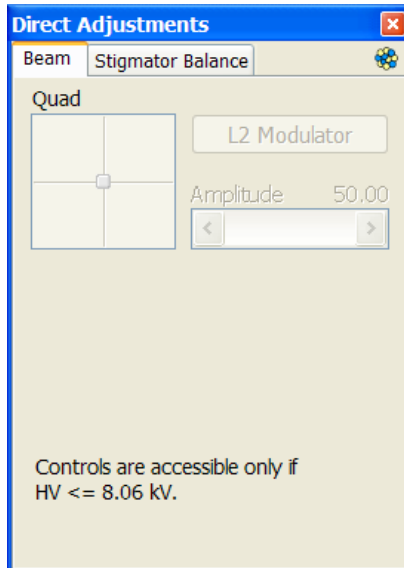 Direct Adjustments
Beam Stigmator Balance
Quad
L2 Modulator
Amplitude 50.00
Controls are accessible only if
HV <= 8.06 kV.